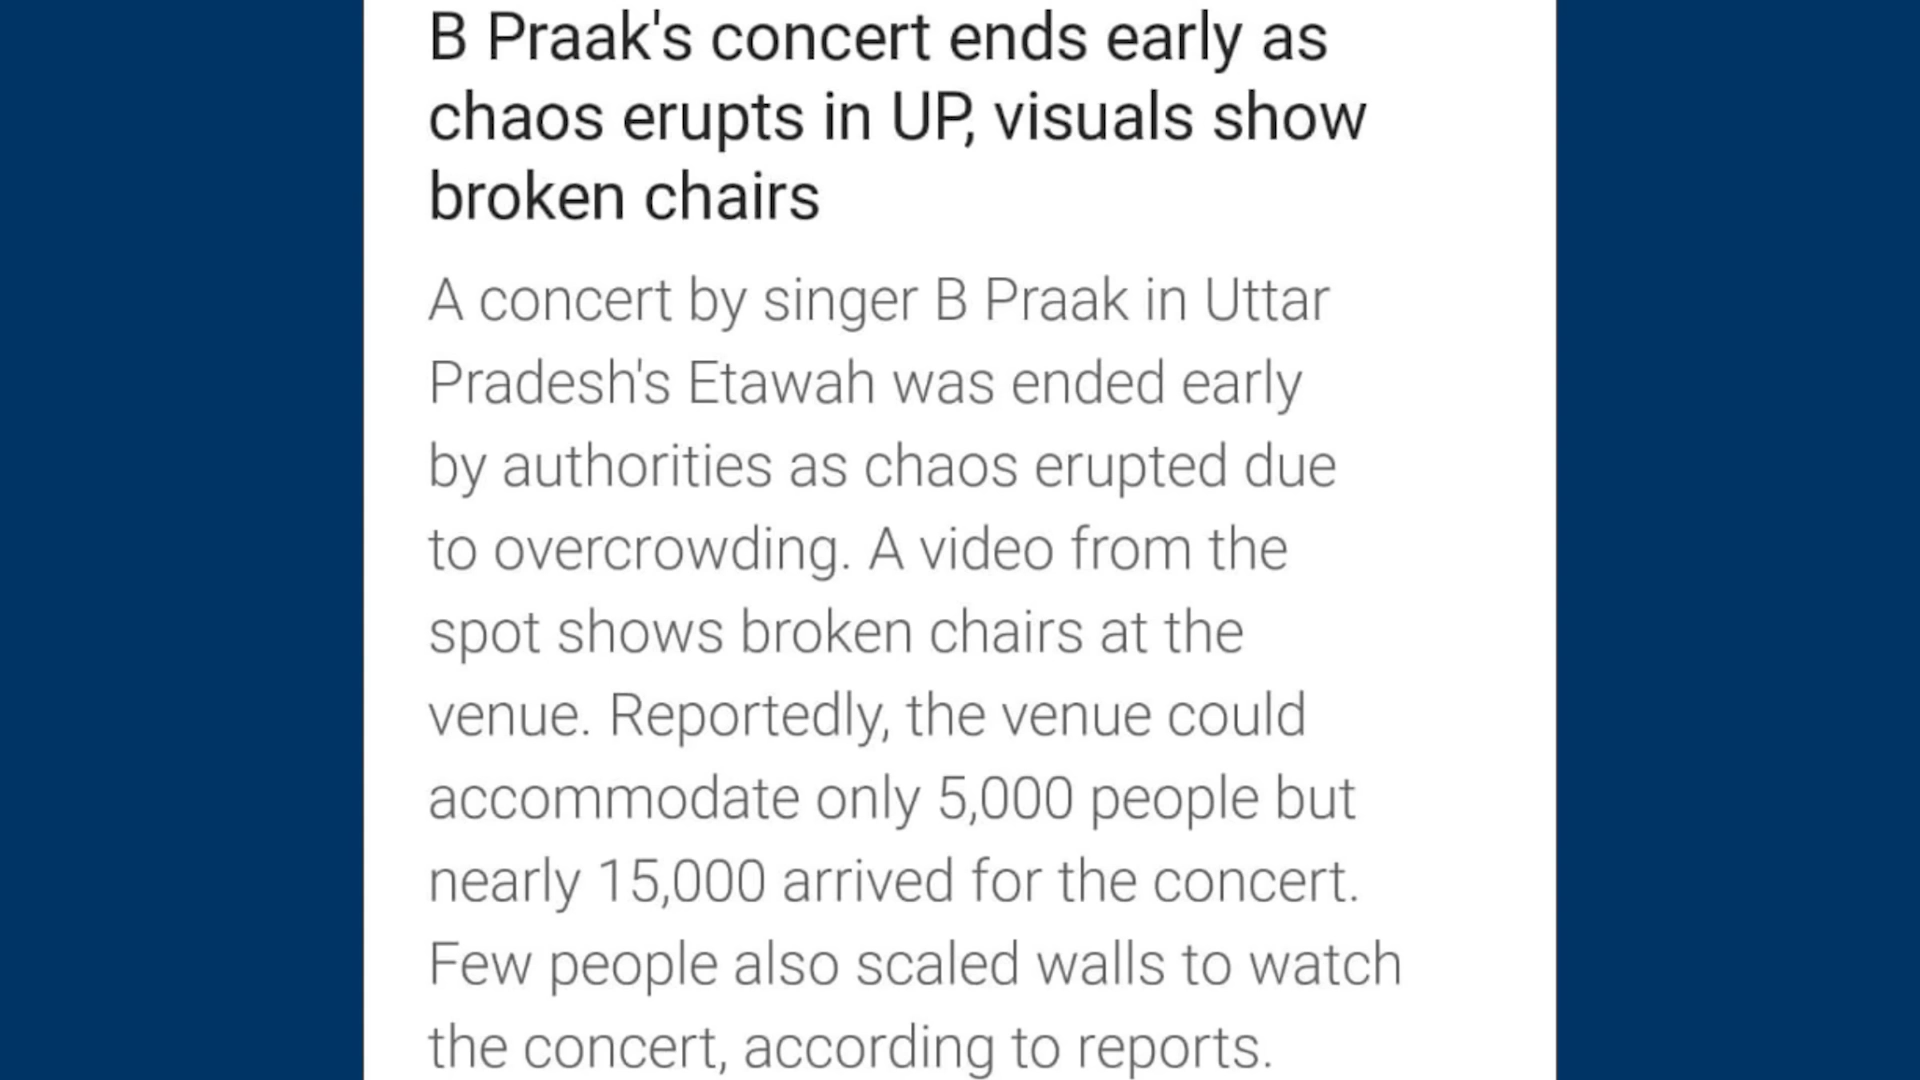 B Praak's concert ends early as
chaos erupts in UP, visuals show
broken chairs
A concert by singer B Praak in Uttar
Pradesh's Etawah was ended early
by authorities as chaos erupted due
to overcrowding. A video from the
spot shows broken chairs at the
venue. Reportedly, the venue could
accommodate only 5,000 people but
nearly 15,000 arrived for the concert.
Few people also scaled walls to watch
the concert, according to reports.